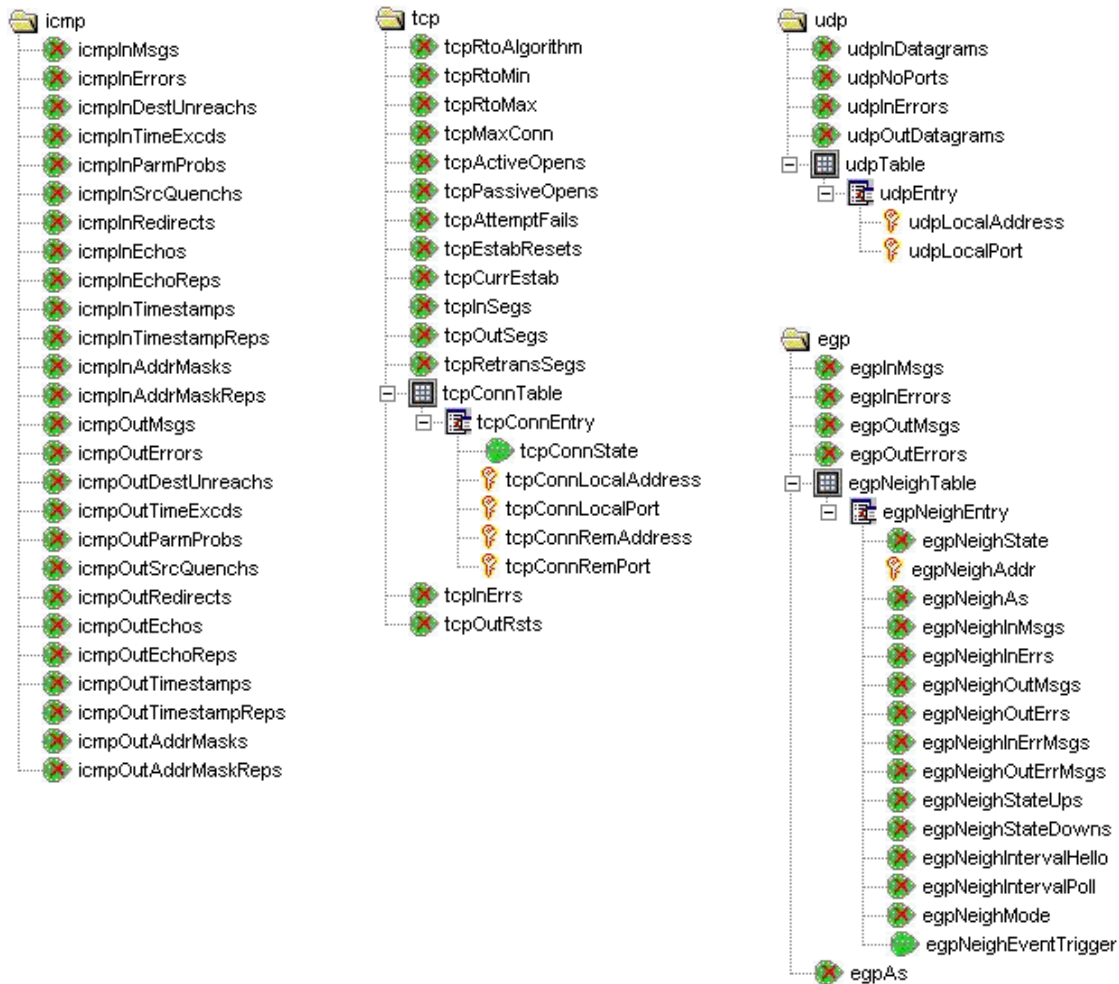 icmp
icmpInMsgs
icmpInErrors
icmpInDestUnreachs
icmpInTimeExcds
icmpInParmProbs
icmpInSrcQuenchs
icmpInRedirects
icmpInEchos
icmpInEchoReps
icmpInTimestamps
icmpInTimestampReps
icmpInAddrMasks
icmpInAddrMaskReps
icmpOutMsgs
icmpOutErrors
icmpOutDestUnreachs
icmpOutTimeExcds
icmpOutParmProbs
icmpOutSrcQuenchs
icmpOutRedirects
icmpOutEchos
icmpOutEchoReps
icmpOutTimestamps
icmpOutTimestampReps
icmpOutAddrMasks
icmpOutAddrMaskReps
tcp
tcpRtoAlgorithm
tcpRtoMin
tcpRtoMax
tcpMaxConn
tcpActiveOpens
tcpPassiveOpens
tcpAttemptFails
tcpEstabResets
tcpCurrEstab
tcpInSegs
tcpOutSegs
tcpRetransSegs
tcpConnTable
tcpConnEntry
tcpConnState
tcpConnLocalAddress
tcpConnLocalPort
tcpConnRemAddress
tcpConnRemPort
tcpInErrs
tcpOutRsts
udp
udpInDatagrams
udpNoPorts
udpInErrors
udpOutDatagrams
udpTable
udpEntry
udpLocalAddress
udpLocalPort
egp
egpInMsgs
egpInErrors
egpOutMsgs
egpOutErrors
egpNeighTable
egpNeighEntry
egpNeighState
egpNeighAddr
egpNeighAs
egpNeighInMsgs
egpNeighInErrs
egpNeighOutMsgs
egpNeighOutErrs
egpNeighInErrMsgs
egpNeighOutErrMsgs
egpNeighStateUps
egpNeighStateDowns
egpNeighIntervalHello
egpNeighIntervalPoll
egpNeighMode
egpNeighEventTrigger
egpAs